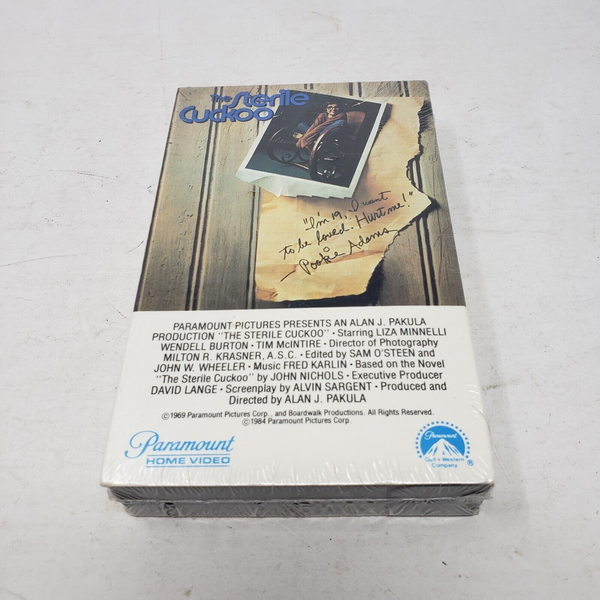 The Sterile
Cuckoo
"I'm 19, I want
to be loved. Hurt me!"
— Pookie Adams
PARAMOUNT PICTURES PRESENTS AN ALAN J. PAKULA
PRODUCTION "THE STERILE CUCKOO" • Starring LIZA MINNELLI
WENDELL BURTON • TIM McINTIRE • Director of Photography
MILTON R. KRASNER, A.S.C. • Edited by SAM O'STEEN and
JOHN W. WHEELER • Music FRED KARLIN • Based on the Novel
"The Sterile Cuckoo" by JOHN NICHOLS • Executive Producer
DAVID LANGE • Screenplay by ALVIN SARGENT • Produced and
Directed by ALAN J. PAKULA
©1969 Paramount Pictures Corp., and Boardwalk Productions. All Rights Reserved.
©1984 Paramount Pictures Corp.
Paramount
HOME VIDEO
Paramount
Gulf + Western
Company
®